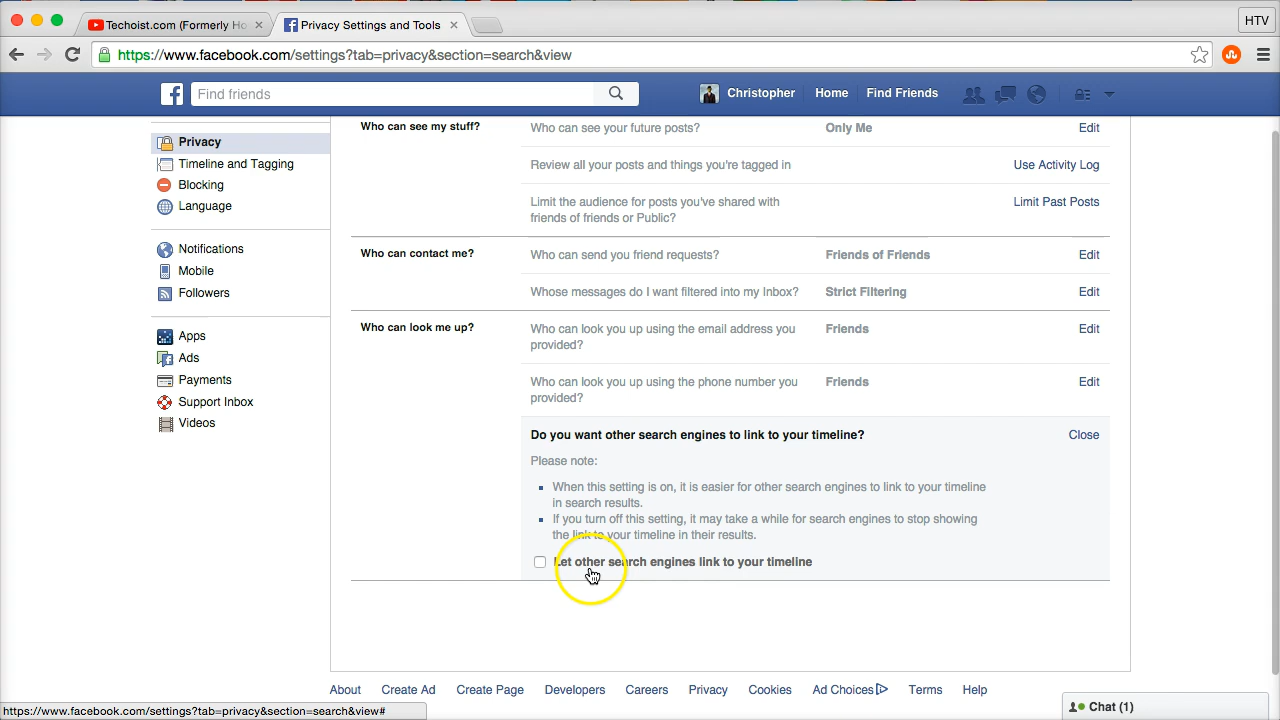 Techoist.com (Formerly Ho
Privacy Settings and Tools
HTV
https://www.facebook.com/settings?tab=privacy&section=search&view
Find friends
Christopher
Home
Find Friends
Privacy
Timeline and Tagging
Blocking
Language
Notifications
Mobile
Followers
Apps
Ads
Payments
Support Inbox
Videos
Who can see my stuff?
Who can see your future posts?
Only Me
Edit
Review all your posts and things you're tagged in
Use Activity Log
Limit the audience for posts you've shared with
friends of friends or Public?
Limit Past Posts
Who can contact me?
Who can send you friend requests?
Friends of Friends
Edit
Whose messages do I want filtered into my Inbox?
Strict Filtering
Edit
Who can look me up?
Who can look you up using the email address you
provided?
Friends
Edit
Who can look you up using the phone number you
provided?
Friends
Edit
Do you want other search engines to link to your timeline?
Close
Please note:
When this setting is on, it is easier for other search engines to link to your timeline
in search results.
If you turn off this setting, it may take a while for search engines to stop showing
the link to your timeline in their results.
Let other search engines link to your timeline
About
Create Ad
Create Page
Developers
Careers
Privacy
Cookies
Ad Choices
Terms
Help
https://www.facebook.com/settings?tab=privacy&section=search&view#
Chat (1)